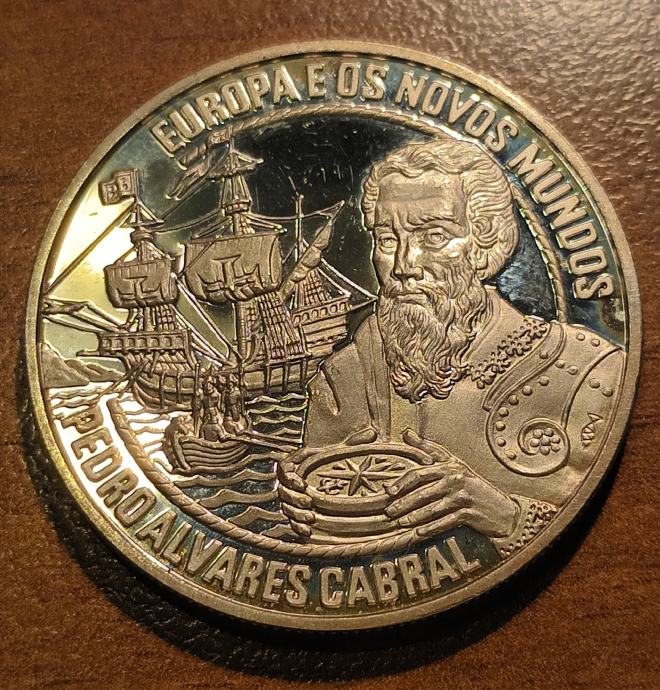 EUROPA E OS NOVOS MUNDOS
PEDRO ALVARES CABRAL